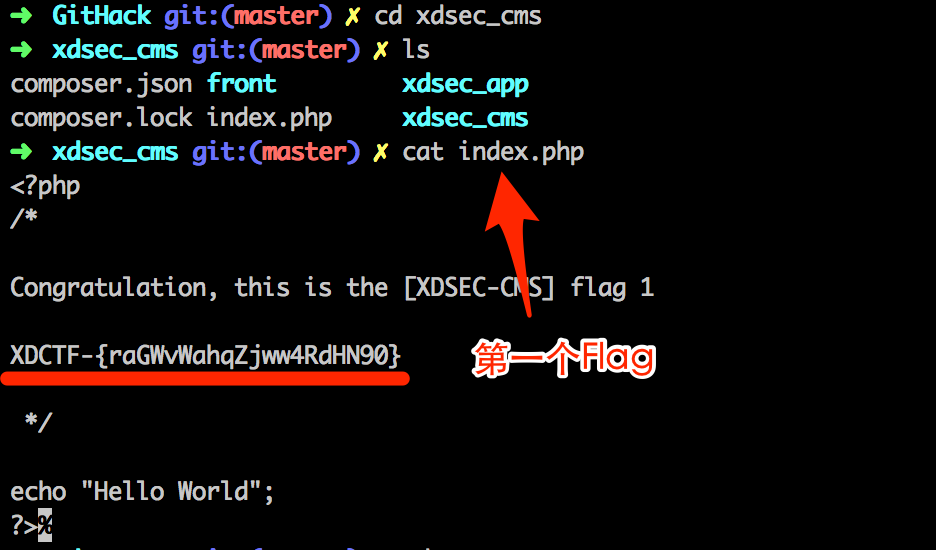 ➜ GitHack git:(master) ✗ cd xdsec_cms
➜ xdsec_cms git:(master) ✗ ls
composer.json front xdsec_app
composer.lock index.php xdsec_cms
➜ xdsec_cms git:(master) ✗ cat index.php
<?php
/*
Congratulation, this is the [XDSEC-CMS] flag 1
XDCTF-{raGWvWahqZjww4RdHN90}
第一个Flag
*/
echo "Hello World";
?>%